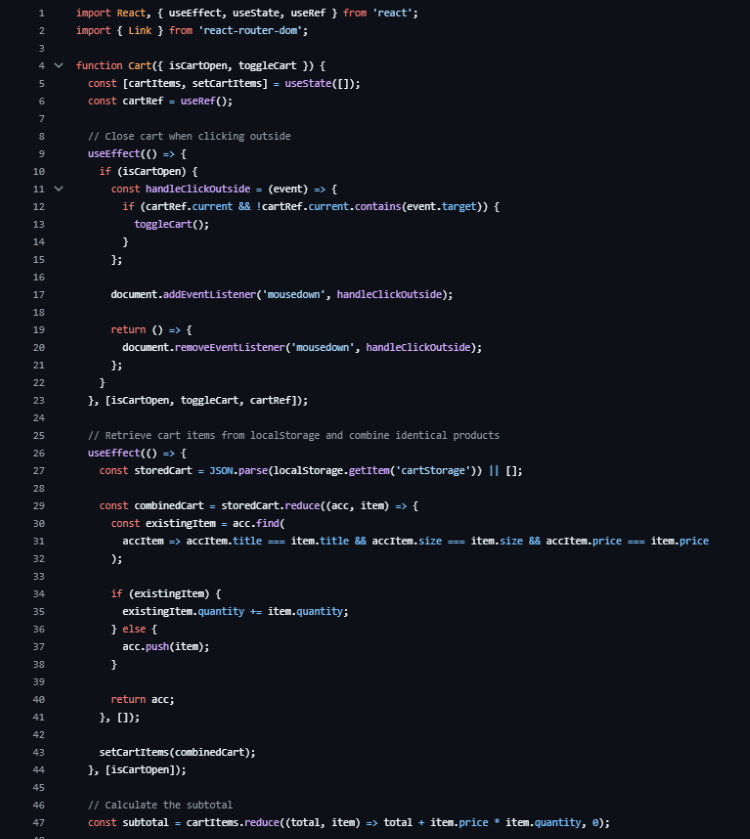 1 import React, { useEffect, useState, useRef } from 'react';
2 import { Link } from 'react-router-dom';
3
4 function Cart({ isCartOpen, toggleCart }) {
5   const [cartItems, setCartItems] = useState([]);
6   const cartRef = useRef();
7
8   // Close cart when clicking outside
9   useEffect(() => {
10     if (isCartOpen) {
11       const handleClickOutside = (event) => {
12         if (cartRef.current && !cartRef.current.contains(event.target)) {
13           toggleCart();
14         }
15       };
16
17       document.addEventListener('mousedown', handleClickOutside);
18
19       return () => {
20         document.removeEventListener('mousedown', handleClickOutside);
21       };
22     }
23   }, [isCartOpen, toggleCart, cartRef]);
24
25   // Retrieve cart items from localStorage and combine identical products
26   useEffect(() => {
27     const storedCart = JSON.parse(localStorage.getItem('cartStorage')) || [];
28
29     const combinedCart = storedCart.reduce((acc, item) => {
30       const existingItem = acc.find(
31         accItem => accItem.title === item.title && accItem.size === item.size && accItem.price === item.price
32       );
33
34       if (existingItem) {
35         existingItem.quantity += item.quantity;
36       } else {
37         acc.push(item);
38       }
39
40       return acc;
41     }, []);
42
43     setCartItems(combinedCart);
44   }, [isCartOpen]);
45
46   // Calculate the subtotal
47   const subtotal = cartItems.reduce((total, item) => total + item.price * item.quantity, 0);